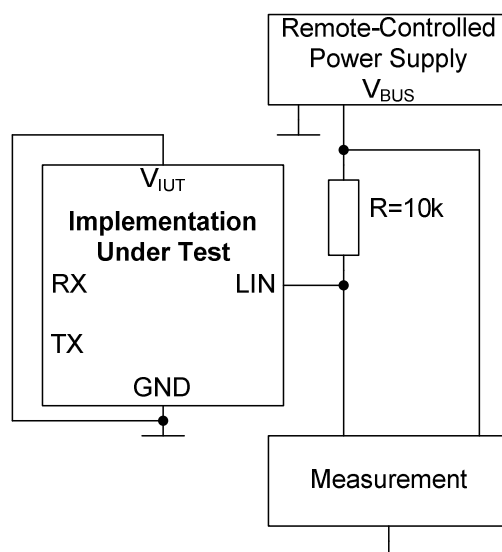 Remote-Controlled
Power Supply
VBUS
VIUT
Implementation
Under Test
R=10k
RX
LIN
TX
GND
Measurement